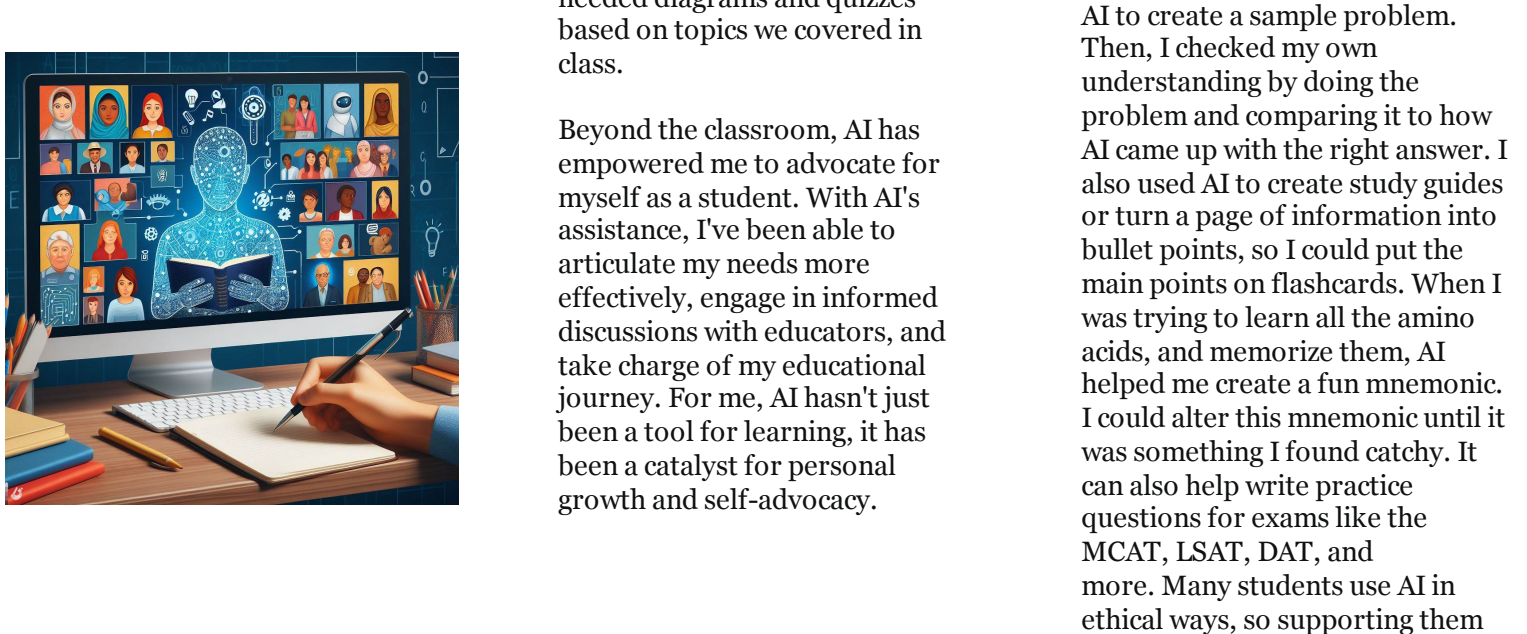 needed diagrams and quizzes
based on topics we covered in
class.
Beyond the classroom, AI has
empowered me to advocate for
myself as a student. With AI's
assistance, I've been able to
articulate my needs more
effectively, engage in informed
discussions with educators, and
take charge of my educational
journey. For me, AI hasn't just
been a tool for learning, it has
been a catalyst for personal
growth and self-advocacy.
AI to create a sample problem.
Then, I checked my own
understanding by doing the
problem and comparing it to how
AI came up with the right answer. I
also used AI to create study guides
or turn a page of information into
bullet points, so I could put the
main points on flashcards. When I
was trying to learn all the amino
acids, and memorize them, AI
helped me create a fun mnemonic.
I could alter this mnemonic until it
was something I found catchy. It
can also help write practice
questions for exams like the
MCAT, LSAT, DAT, and
more. Many students use AI in
ethical ways, so supporting them